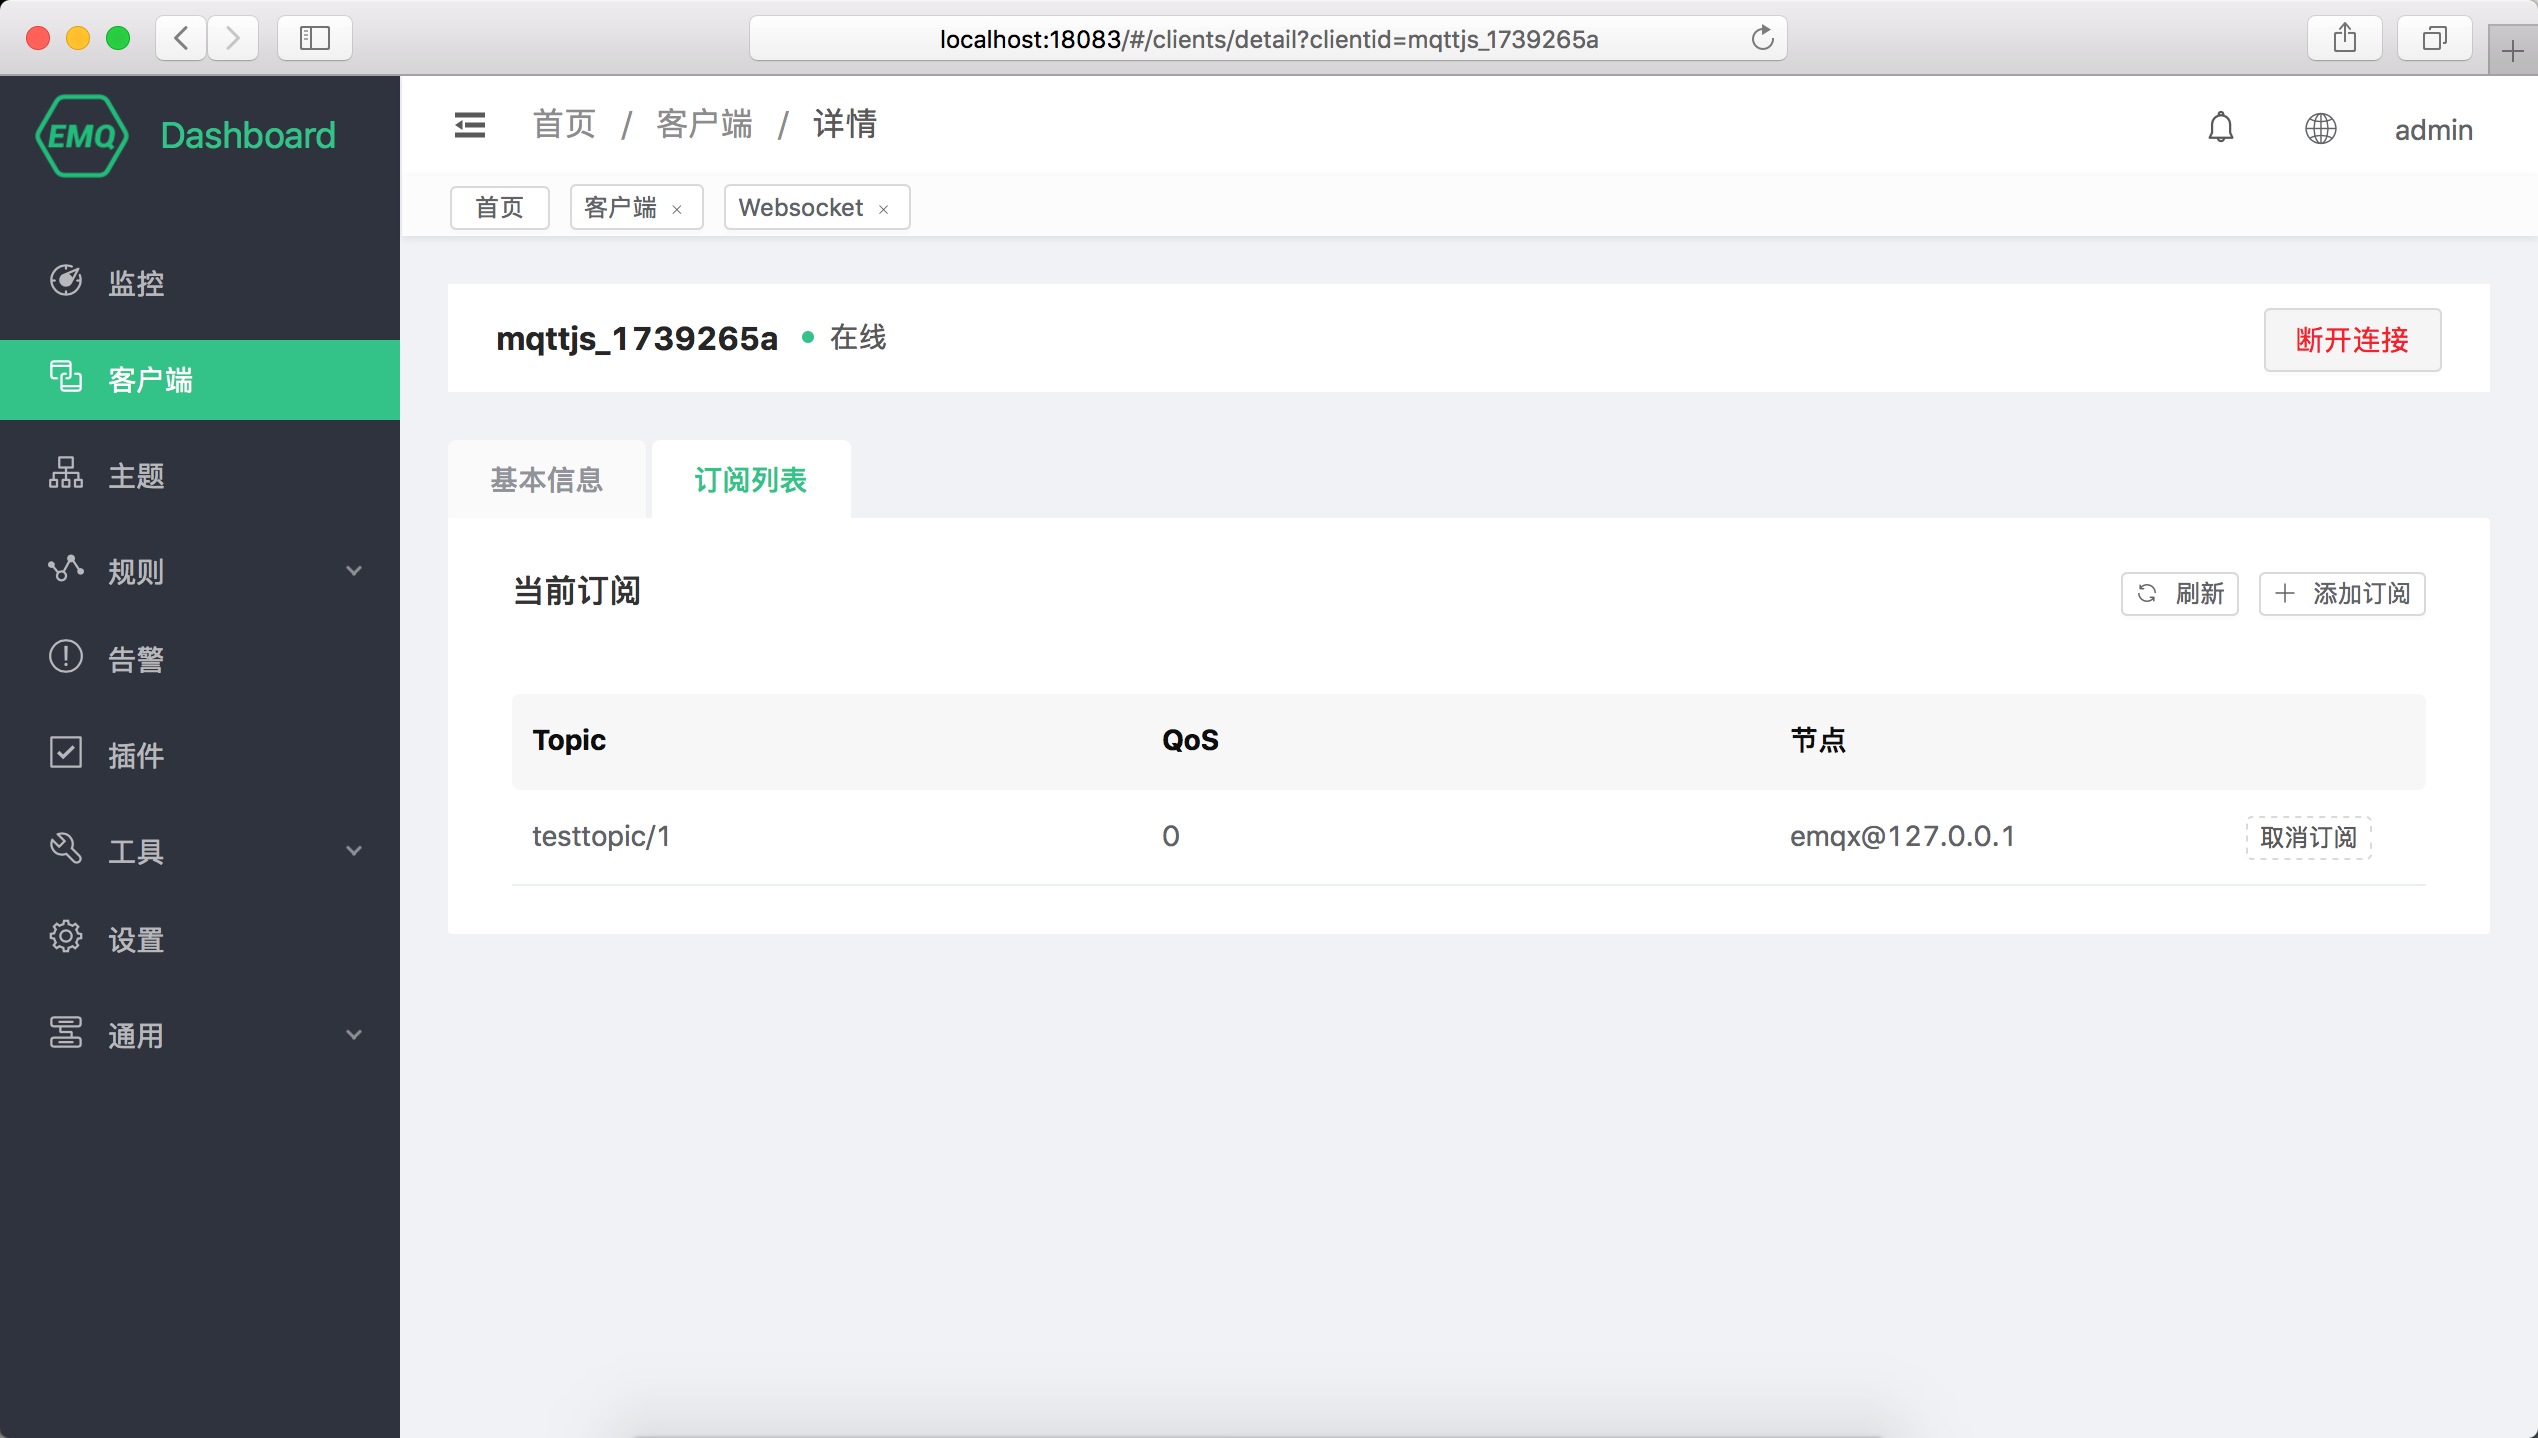 localhost:18083/#/clients/detail?clientid=mqttjs_1739265a
EMQ Dashboard
首页 / 客户端 / 详情
admin
首页 客户端 × Websocket ×
监控
客户端
主题
规则
告警
插件
工具
设置
通用
mqttjs_1739265a 在线 断开连接
基本信息 订阅列表
当前订阅 刷新 添加订阅
Topic QoS 节点
testtopic/1 0 emqx@127.0.0.1 取消订阅